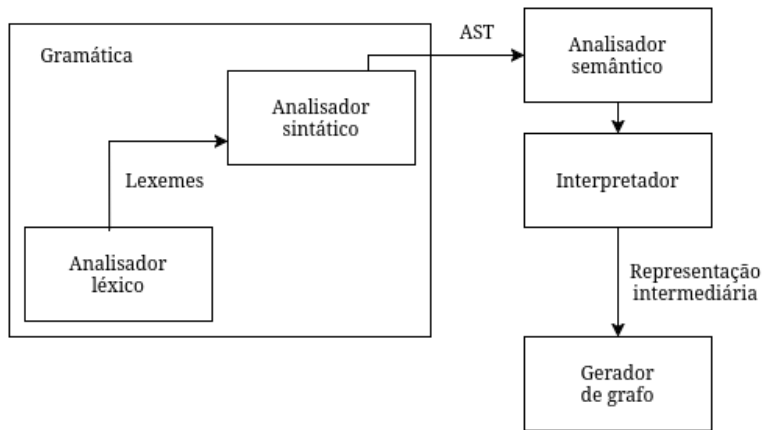 Gramática
Analisador
sintático
Lexemes
Analisador
léxico
AST
Analisador
semântico
Interpretador
Representação
intermediária
Gerador
de grafo